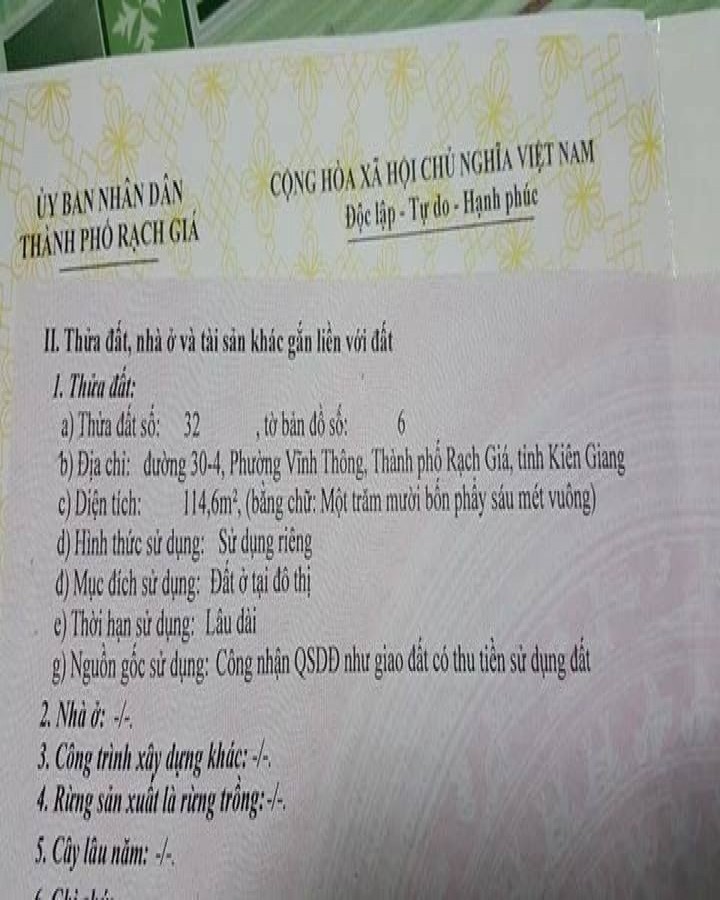 ỦY BAN NHÂN DÂN
THÀNH PHỐ RẠCH GIÁ
CỘNG HÒA XÃ HỘI CHỦ NGHĨA VIỆT NAM
Độc lập - Tự do - Hạnh phúc
II. Thửa đất, nhà ở và tài sản khác gắn liền với đất
1. Thửa đất:
a) Thửa đất số: 32 , tờ bản đồ số: 6
b) Địa chỉ: đường 30-4, Phường Vĩnh Thông, Thành phố Rạch Giá, tỉnh Kiên Giang
c) Diện tích: 114,6m², (bằng chữ: Một trăm mười bốn phẩy sáu mét vuông)
d) Hình thức sử dụng: Sử dụng riêng
đ) Mục đích sử dụng: Đất ở tại đô thị
e) Thời hạn sử dụng: Lâu dài
g) Nguồn gốc sử dụng: Công nhận QSDĐ như giao đất có thu tiền sử dụng đất
2. Nhà ở: -/-.
3. Công trình xây dựng khác: -/-.
4. Rừng sản xuất là rừng trồng: -/-.
5. Cây lâu năm: -/-.